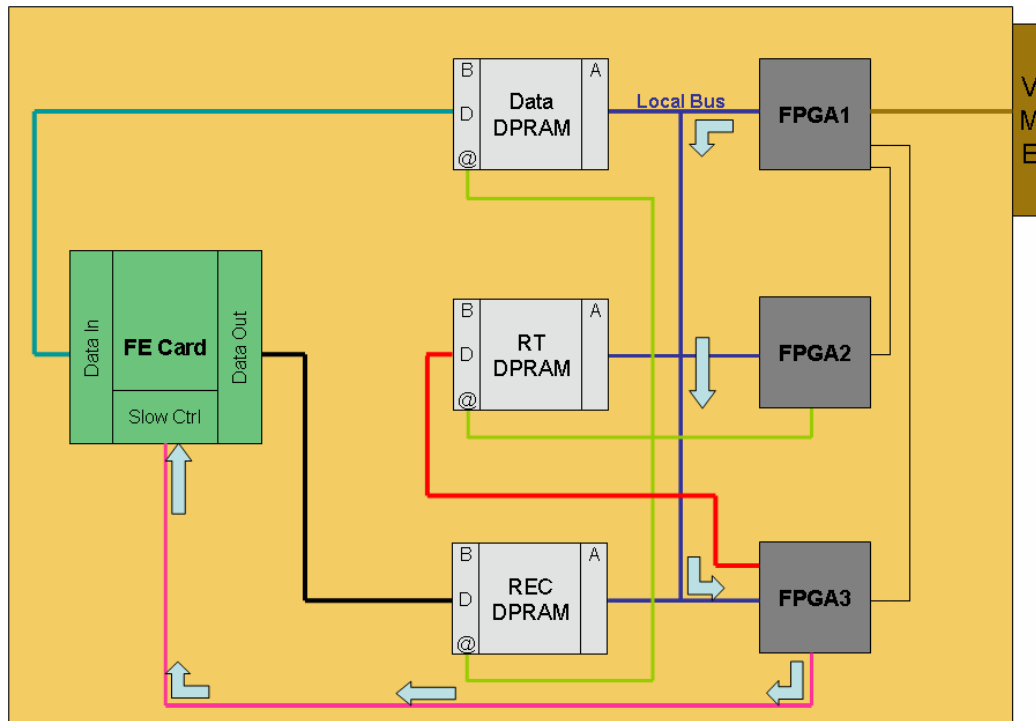 B
A
Data
DPRAM
D
@
Local Bus
FPGA1
V
M
E
Data In
FE Card
Data Out
Slow Ctrl
B
A
RT
DPRAM
D
@
FPGA2
B
A
REC
DPRAM
D
@
FPGA3